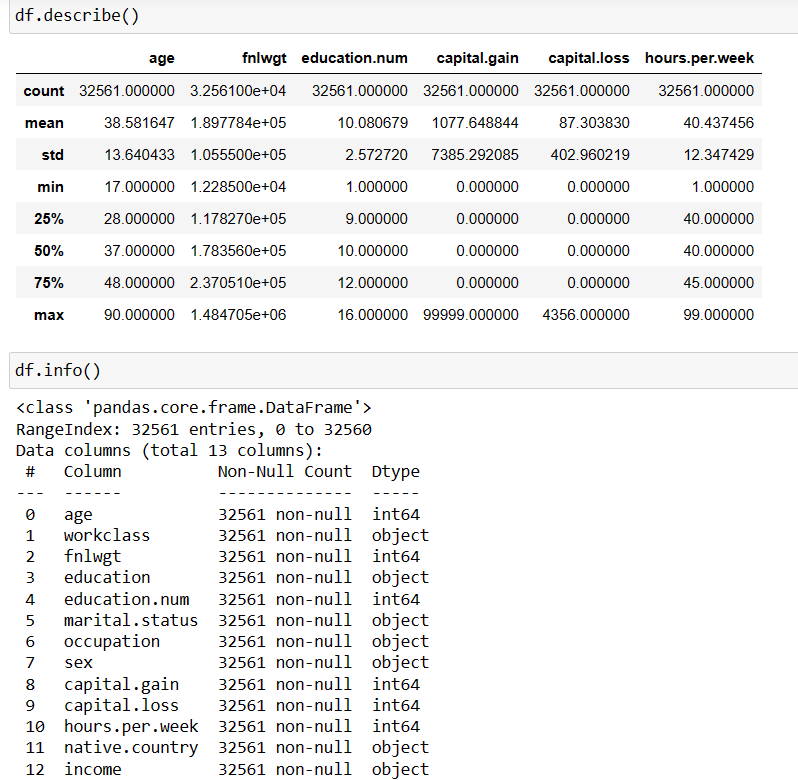 df.describe()
age fnlwgt education.num capital.gain capital.loss hours.per.week
count 32561.000000 3.256100e+04 32561.000000 32561.000000 32561.000000 32561.000000
mean 38.581647 1.897784e+05 10.080679 1077.648844 87.303830 40.437456
std 13.640433 1.055500e+05 2.572720 7385.292085 402.960219 12.347429
min 17.000000 1.228500e+04 1.000000 0.000000 0.000000 1.000000
25% 28.000000 1.178270e+05 9.000000 0.000000 0.000000 40.000000
50% 37.000000 1.783560e+05 10.000000 0.000000 0.000000 40.000000
75% 48.000000 2.370510e+05 12.000000 0.000000 0.000000 45.000000
max 90.000000 1.484705e+06 16.000000 99999.000000 4356.000000 99.000000
df.info()
<class 'pandas.core.frame.DataFrame'>
RangeIndex: 32561 entries, 0 to 32560
Data columns (total 13 columns):
# Column Non-Null Count Dtype
--- ------ -------------- -----
0 age 32561 non-null int64
1 workclass 32561 non-null object
2 fnlwgt 32561 non-null int64
3 education 32561 non-null object
4 education.num 32561 non-null int64
5 marital.status 32561 non-null object
6 occupation 32561 non-null object
7 sex 32561 non-null object
8 capital.gain 32561 non-null int64
9 capital.loss 32561 non-null int64
10 hours.per.week 32561 non-null int64
11 native.country 32561 non-null object
12 income 32561 non-null object